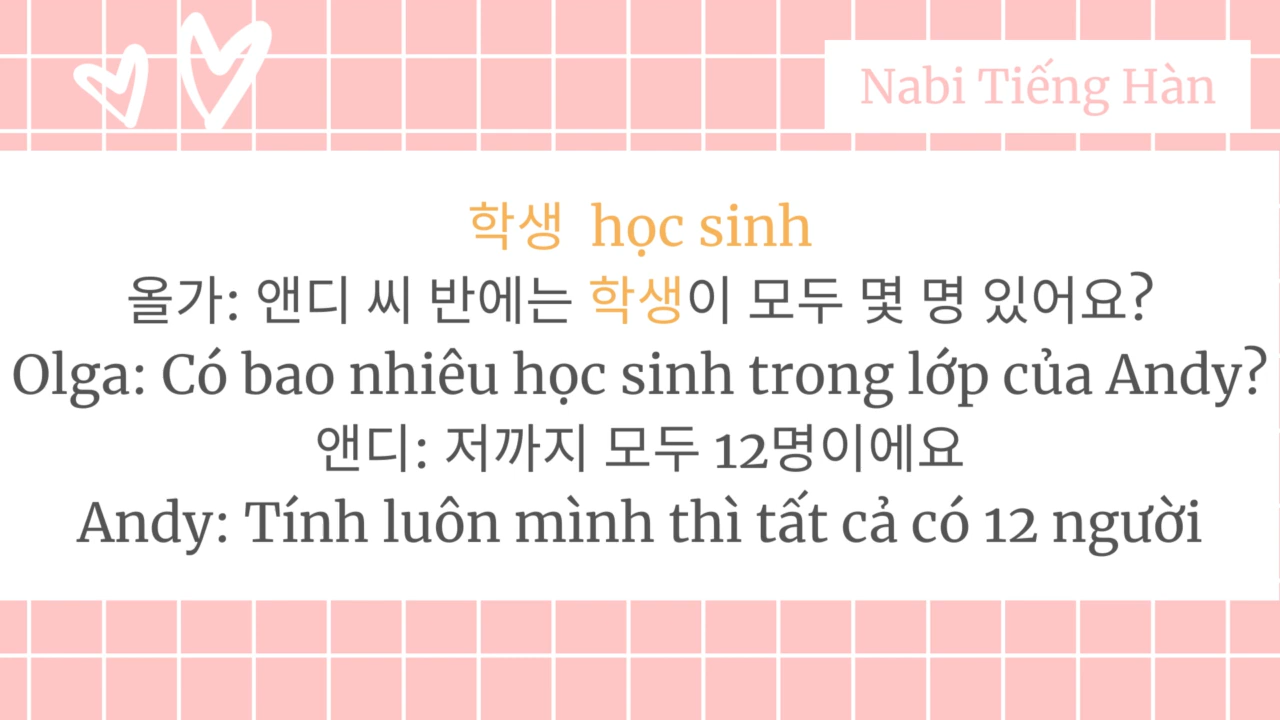 Nabi Tiếng Hàn
학생 học sinh
올가: 앤디 씨 반에는 학생이 모두 몇 명 있어요?
Olga: Có bao nhiêu học sinh trong lớp của Andy?
앤디: 저까지 모두 12명이에요
Andy: Tính luôn mình thì tất cả có 12 người